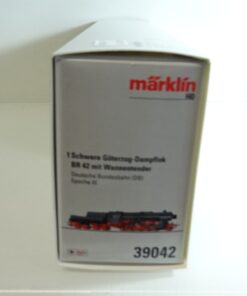 märklin
H0
1 Schwere Güterzug-Dampflok
BR 42 mit Wannentender
Deutsche Bundesbahn (DB)
Epoche III
39042